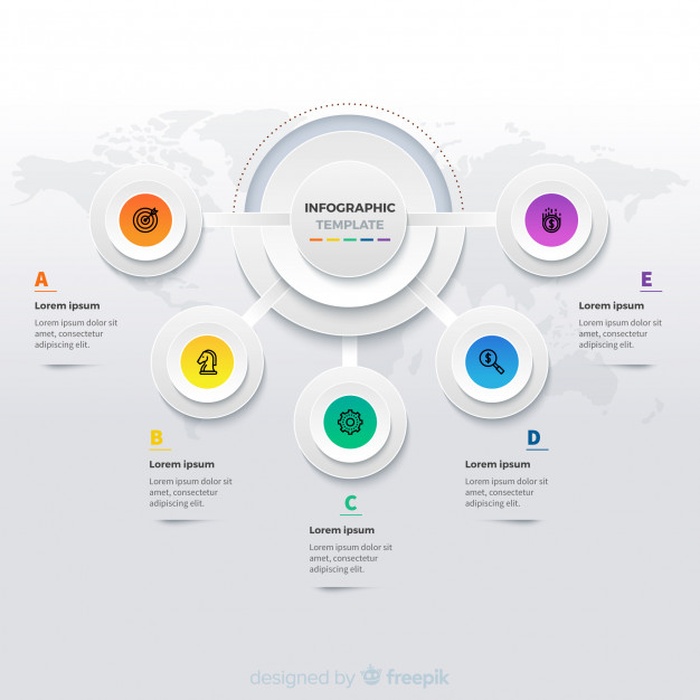 INFOGRAPHIC
TEMPLATE
A
Lorem ipsum
Lorem ipsum dolor sit
amet, consectetur
adipiscing elit.
B
Lorem ipsum
Lorem ipsum dolor sit
amet, consectetur
adipiscing elit.
C
Lorem ipsum
Lorem ipsum dolor sit
amet, consectetur
adipiscing elit.
D
Lorem ipsum
Lorem ipsum dolor sit
amet, consectetur
adipiscing elit.
E
Lorem ipsum
Lorem ipsum dolor sit
amet, consectetur
adipiscing elit.
$
$
designed by freepik